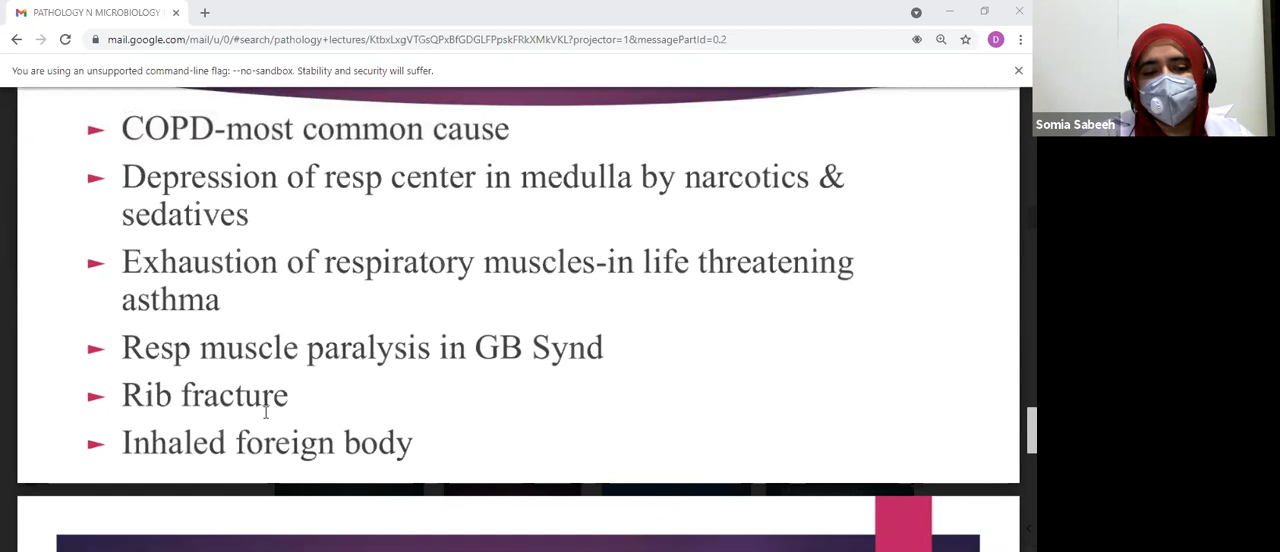 PATHOLOGY N MICROBIOLOGY
mail.google.com/mail/u/0/#search/pathology+lectures/KtbxLxgVTGsQPxBfGDGLFPpskFRkXMkVKL?projector=1&messagePartId=0.2
D
You are using an unsupported command-line flag: --no-sandbox. Stability and security will suffer.
Somia Sabeeh
► COPD-most common cause
► Depression of resp center in medulla by narcotics &
sedatives
► Exhaustion of respiratory muscles-in life threatening
asthma
► Resp muscle paralysis in GB Synd
► Rib fracture
► Inhaled foreign body